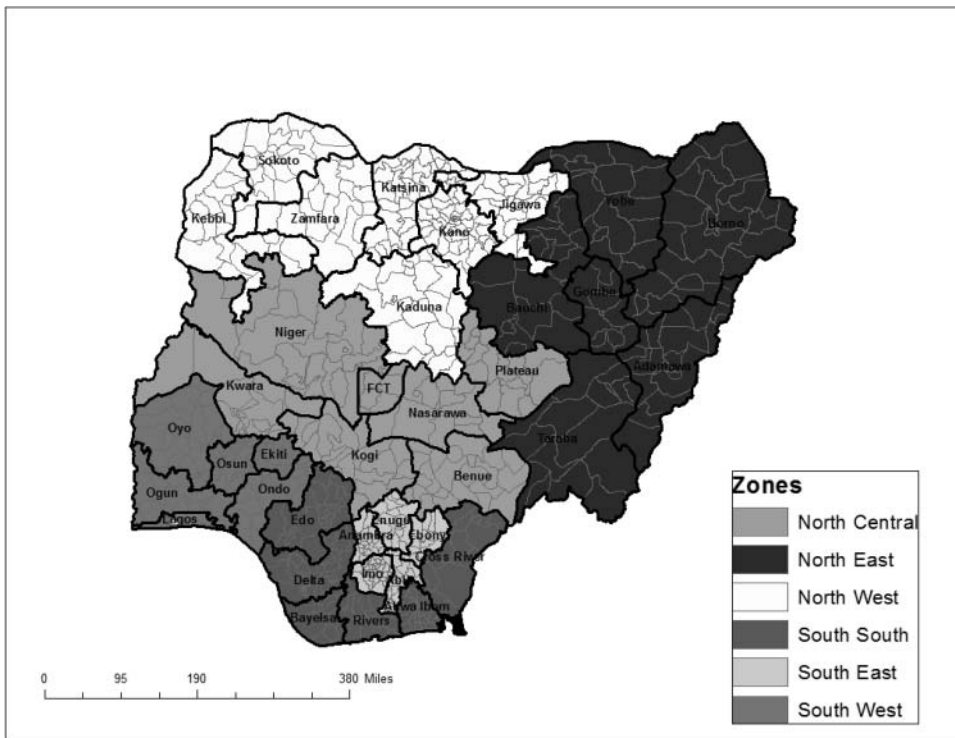 Sokoto
Katsina
Jigawa
Yobe
Borno
Kebbi
Zamfara
Kano
Kaduna
Bauchi
Gombe
Niger
Adamawa
Plateau
FCT
Kwara
Nasarawa
Oyo
Taraba
Osun
Ekiti
Kogi
Benue
Ogun
Ondo
Lagos
Edo
Enugu
Anambra
Ebony
Cross River
Imo
Abia
Delta
Akwa Ibom
Bayelsa
Rivers
0 95 190 380 Miles
Zones
North Central
North East
North West
South South
South East
South West